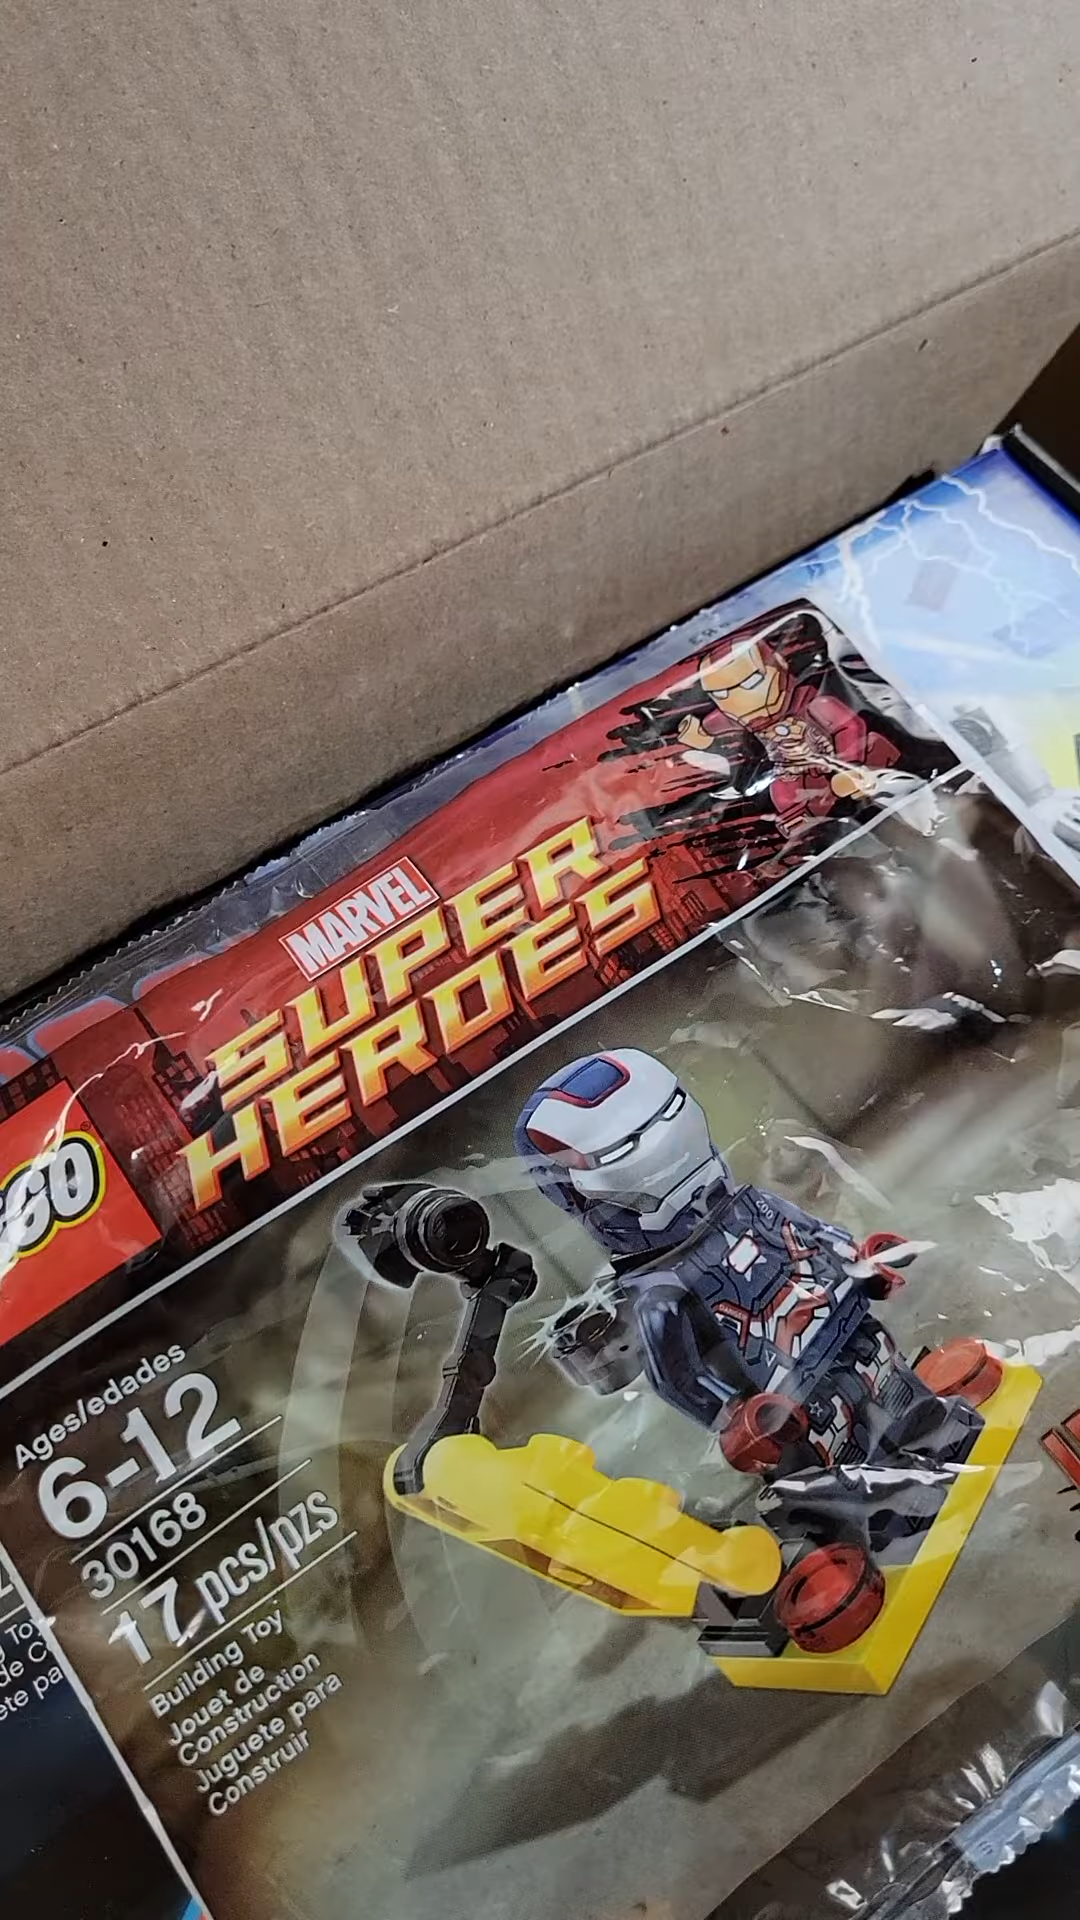 MARVEL
SUPER
HEROES
Ages/edades
6-12
30168
17 pcs/pzs
Building Toy
Jouet de
Construction
Juguete para
Construir